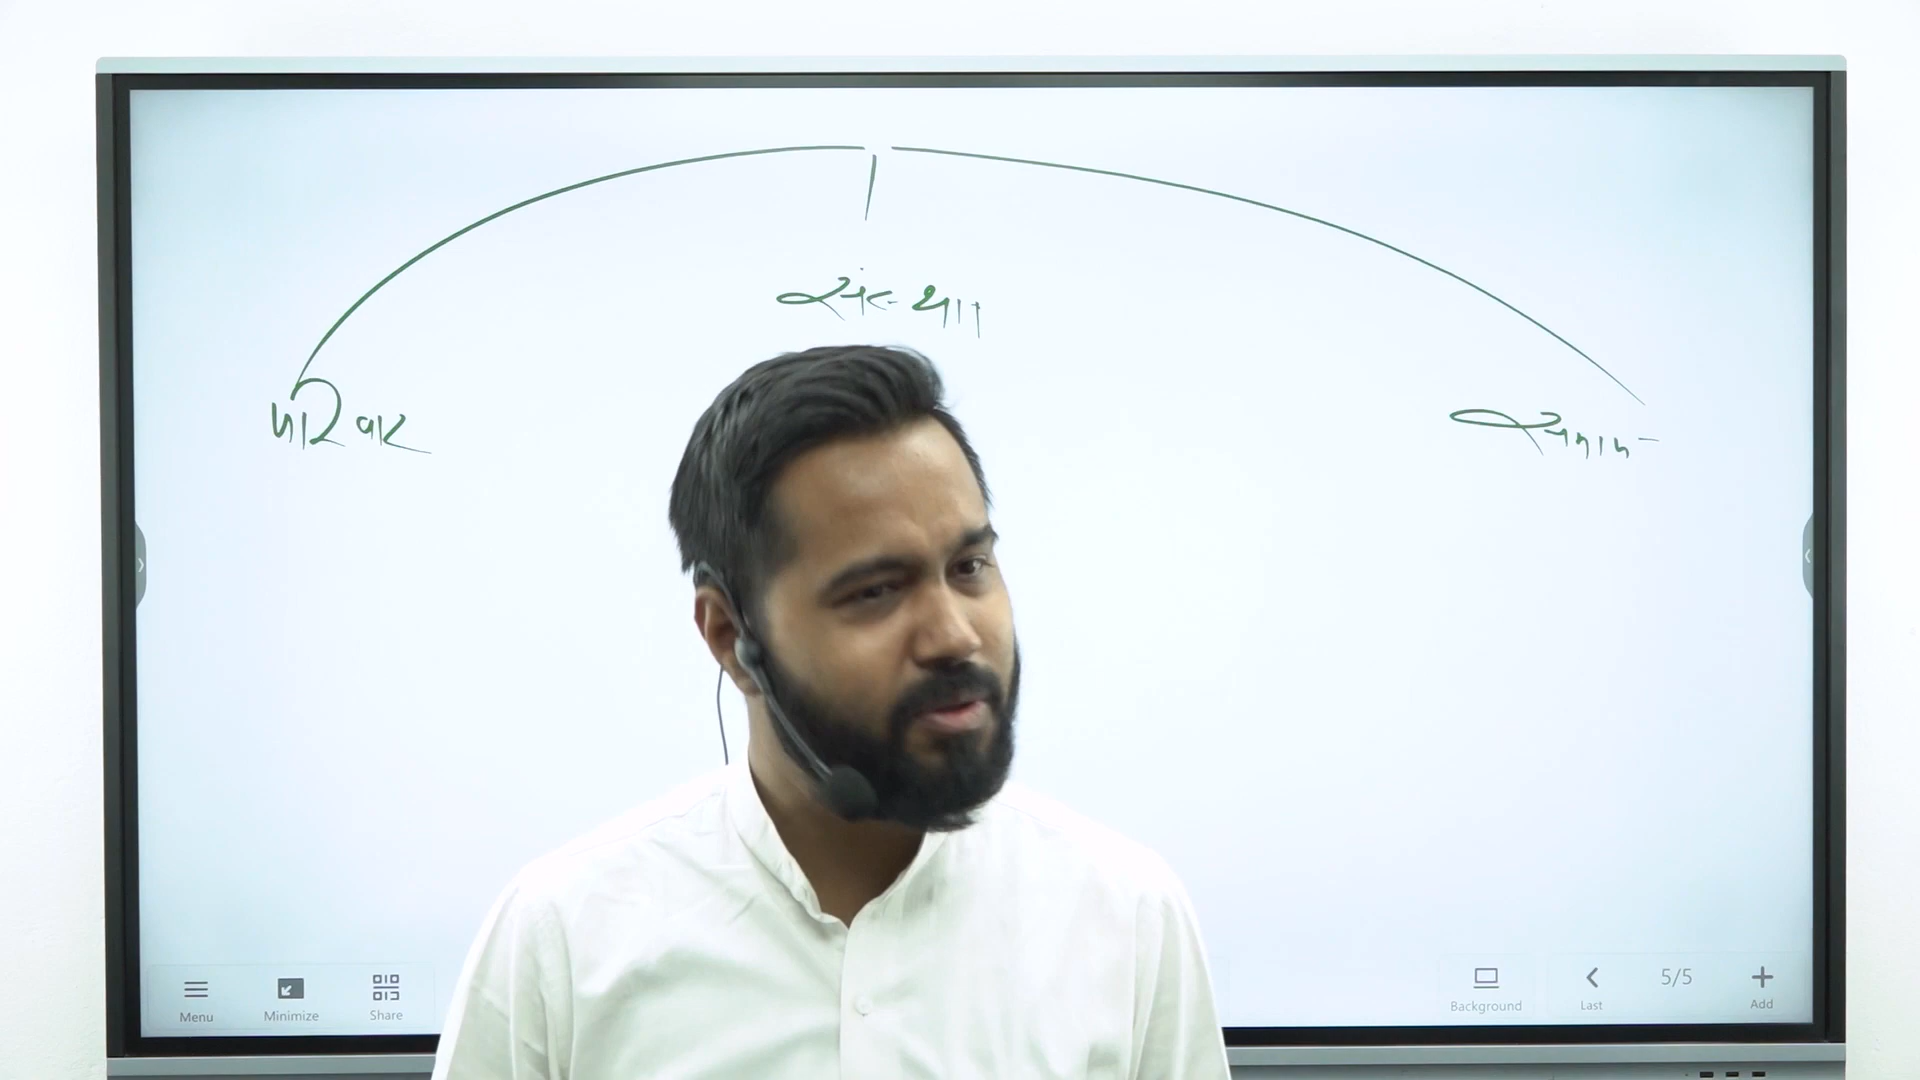 संस्था
परिवार
समाज
Menu
Minimize
Share
Background
Last
5/5
Add